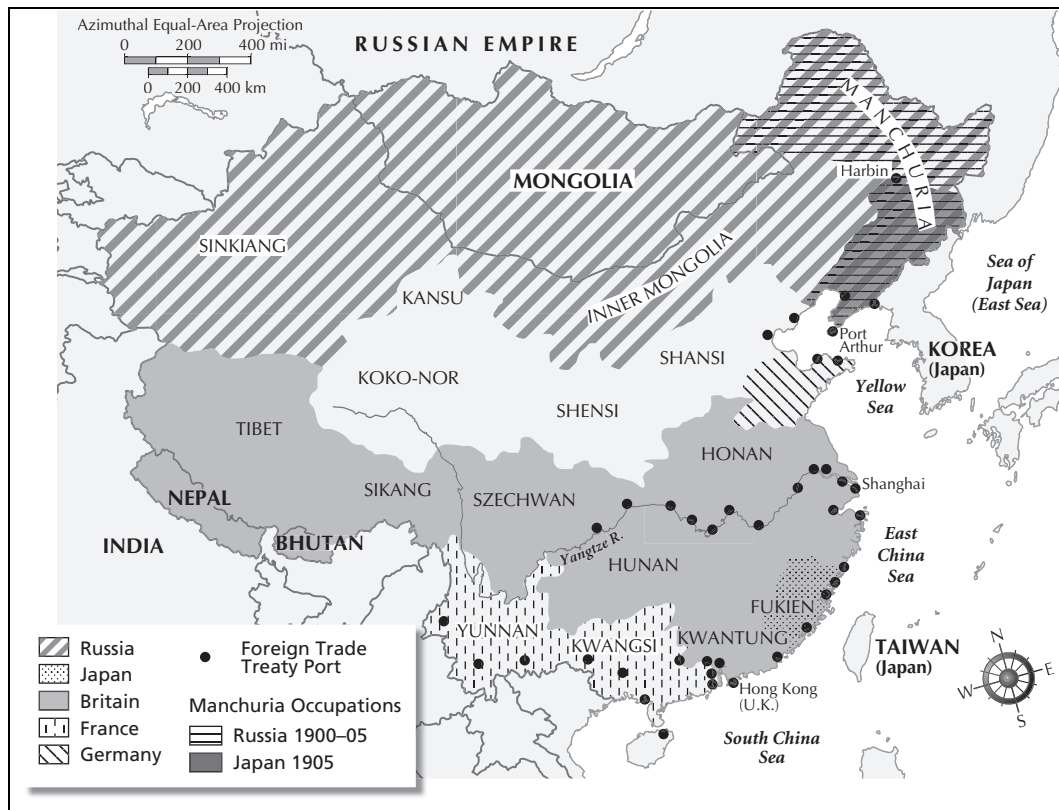 Azimuthal Equal-Area Projection
0 200 400 mi
0 200 400 km
RUSSIAN EMPIRE
MANCHURIA
Harbin
MONGOLIA
SINKIANG
INNER MONGOLIA
KANSU
Sea of
Japan
(East Sea)
Port
Arthur
KOREA
(Japan)
SHANSI
KOKO-NOR
Yellow
Sea
SHENSI
TIBET
HONAN
SIKANG
SZECHWAN
Shanghai
NEPAL
INDIA
BHUTAN
Yangtze R.
HUNAN
East
China
Sea
FUKIEN
YUNNAN
KWANGSI
KWANTUNG
TAIWAN
(Japan)
Hong Kong
(U.K.)
South China
Sea
N
E
S
W
Russia
Japan
Britain
France
Germany
Foreign Trade
Treaty Port
Manchuria Occupations
Russia 1900–05
Japan 1905